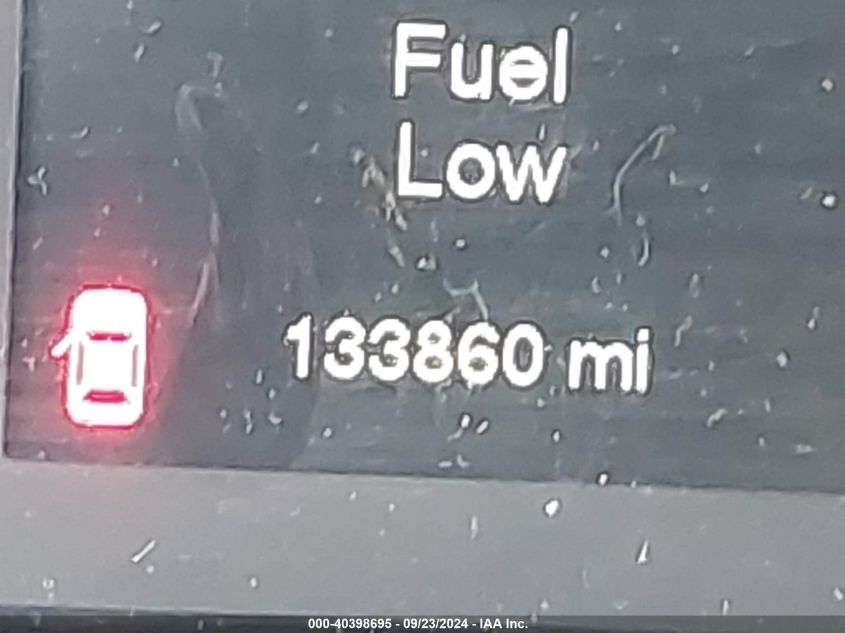 Fuel
Low
133860 mi
000-40398695 - 09/23/2024 - IAA Inc.